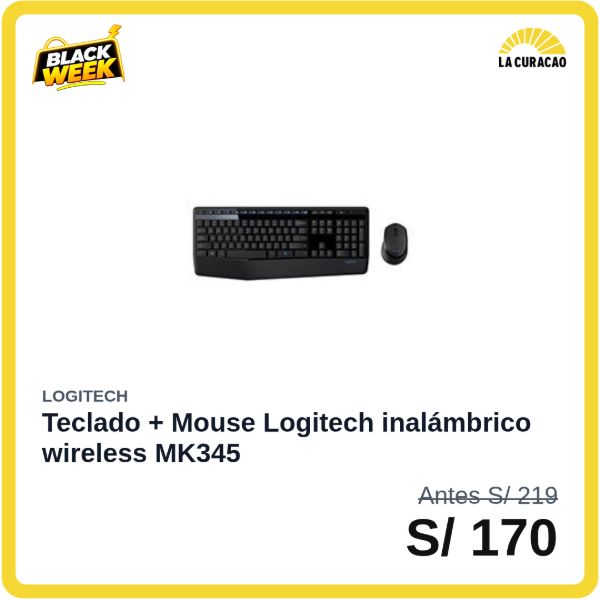 BLACK
WEEK
LA CURACAO
LOGITECH
Teclado + Mouse Logitech inalámbrico
wireless MK345
Antes S/ 219
S/ 170